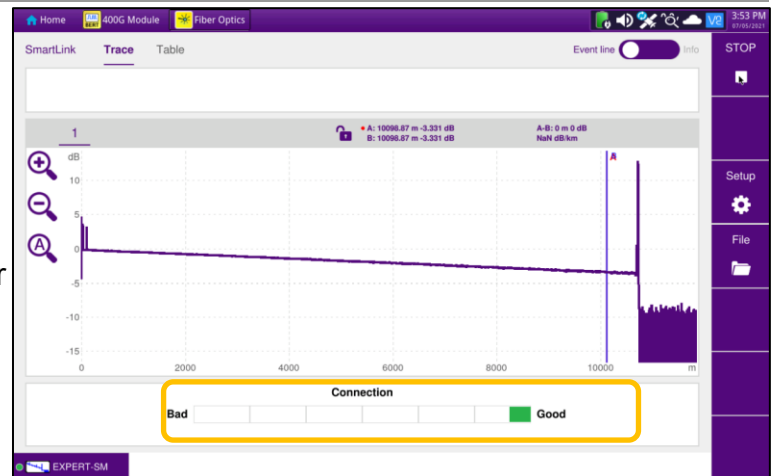 Home 400G Module Fiber Optics V2 3:53 PM
07/05/2021
SmartLink Trace Table Event line Info STOP
1
A: 10098.87 m -3.331 dB A-B: 0 m 0 dB
B: 10098.87 m -3.331 dB NaN dB/km
dB
A
10
5
0
-5
-10
-15
0 2000 4000 6000 8000 10000 m
Setup
File
r
A
Connection
Bad Good
EXPERT-SM